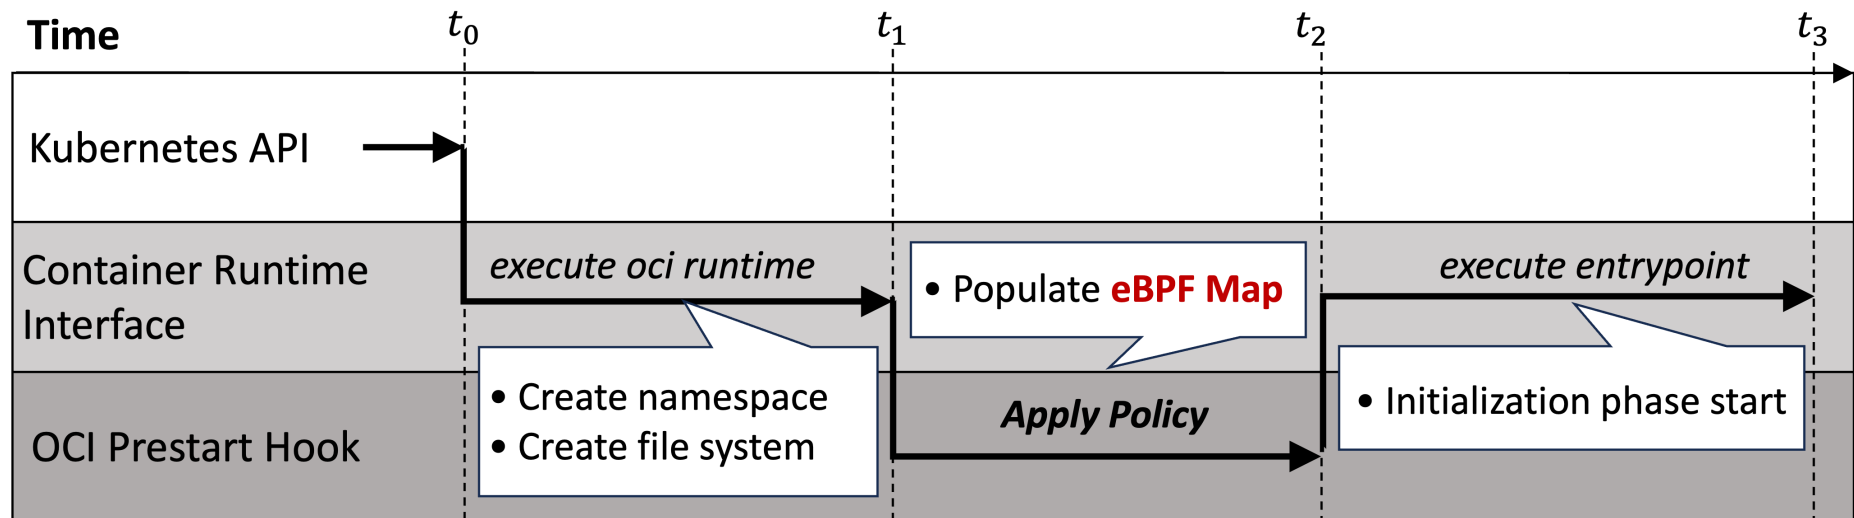 Time
t₀
t₁
t₂
t₃
Kubernetes API
Container Runtime
Interface
execute oci runtime
• Populate eBPF Map
execute entrypoint
• Create namespace
• Create file system
Apply Policy
• Initialization phase start
OCI Prestart Hook